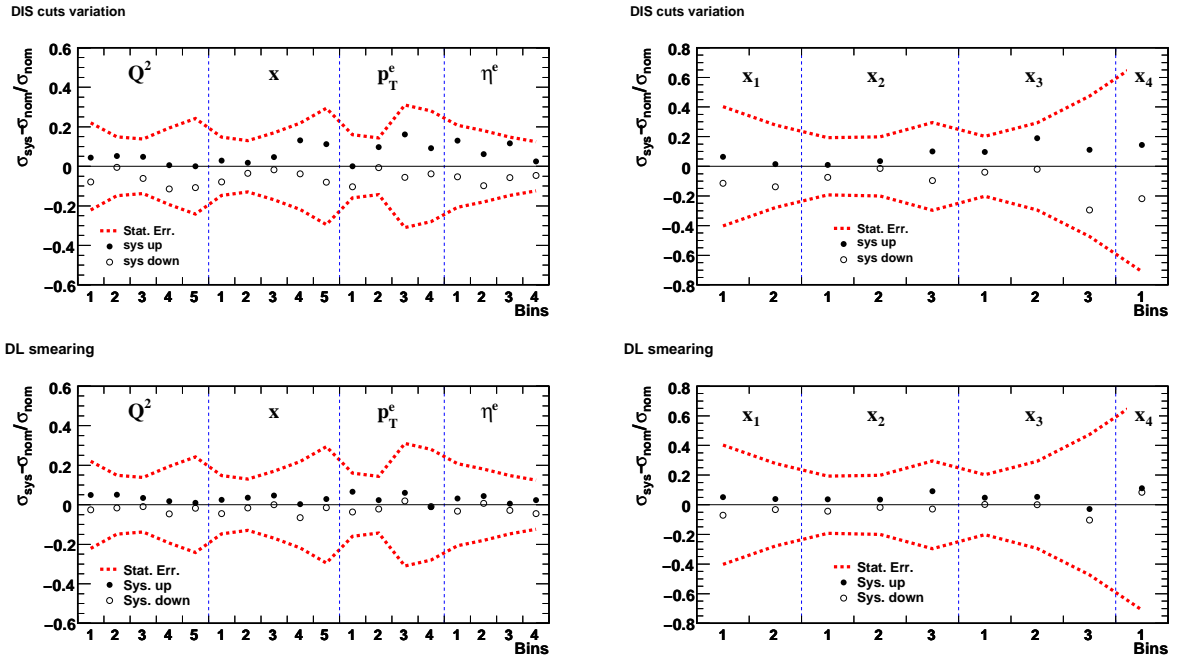 DIS cuts variation
σsys-σnom/σnom
0.6
0.4
0.2
0
−0.2
−0.4
−0.6
Q² x pTᵉ ηᵉ
Stat. Err.
sys up
sys down
1 2 3 4 5 1 2 3 4 5 1 2 3 4 1 2 3 4
Bins
DIS cuts variation
σsys-σnom/σnom
0.8
0.6
0.4
0.2
0
−0.2
−0.4
−0.6
−0.8
x₁ x₂ x₃ x₄
Stat. Err.
sys up
sys down
1 2 1 2 3 1 2 3 1
Bins
DL smearing
σsys-σnom/σnom
0.6
0.4
0.2
0
−0.2
−0.4
−0.6
Q² x pTᵉ ηᵉ
Stat. Err.
Sys. up
Sys. down
1 2 3 4 5 1 2 3 4 5 1 2 3 4 1 2 3 4
Bins
DL smearing
σsys-σnom/σnom
0.8
0.6
0.4
0.2
0
−0.2
−0.4
−0.6
−0.8
x₁ x₂ x₃ x₄
Stat. Err.
Sys. up
Sys. down
1 2 1 2 3 1 2 3 1
Bins